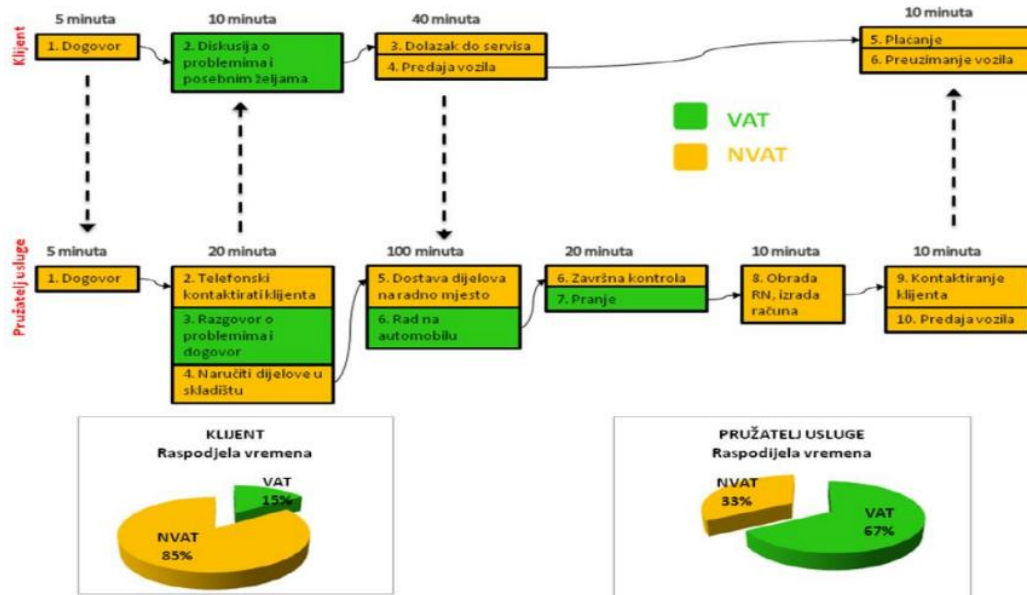 5 minuta
10 minuta
40 minuta
10 minuta
Klijent
1. Dogovor
2. Diskusija o
problemima i
posebnim željama
3. Dolazak do servisa
4. Predaja vozila
5. Plaćanje
6. Preuzimanje vozila
VAT
NVAT
Pružatelj usluge
5 minuta
20 minuta
100 minuta
20 minuta
10 minuta
10 minuta
1. Dogovor
2. Telefonski
kontaktirati klijenta
3. Razgovor o
problemima i
dogovor
4. Naručiti dijelove u
skladištu
5. Dostava dijelova
na radno mjesto
6. Rad na
automobilu
6. Završna kontrola
7. Pranje
8. Obrada
RN, izrada
računa
9. Kontaktiranje
klijenta
10. Predaja vozila
KLIJENT
Raspodjela vremena
VAT
15%
NVAT
85%
PRUŽATELJ USLUGE
Raspodijela vremena
NVAT
33%
VAT
67%